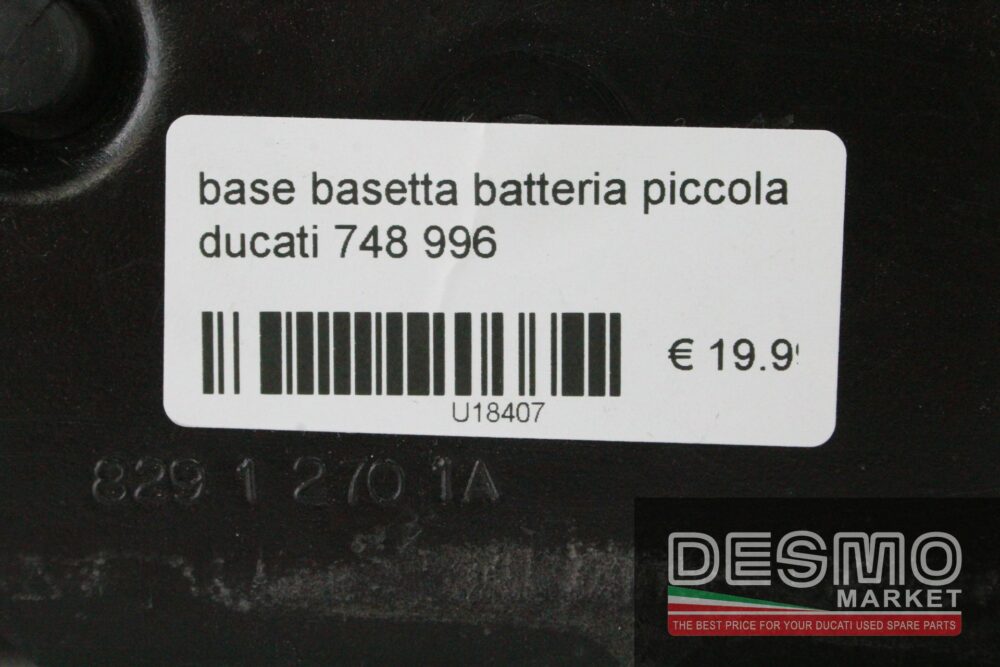 base basetta batteria piccola
ducati 748 996
€ 19.9
U18407
829 1 270 1A
DESMO
MARKET
THE BEST PRICE FOR YOUR DUCATI USED SPARE PARTS